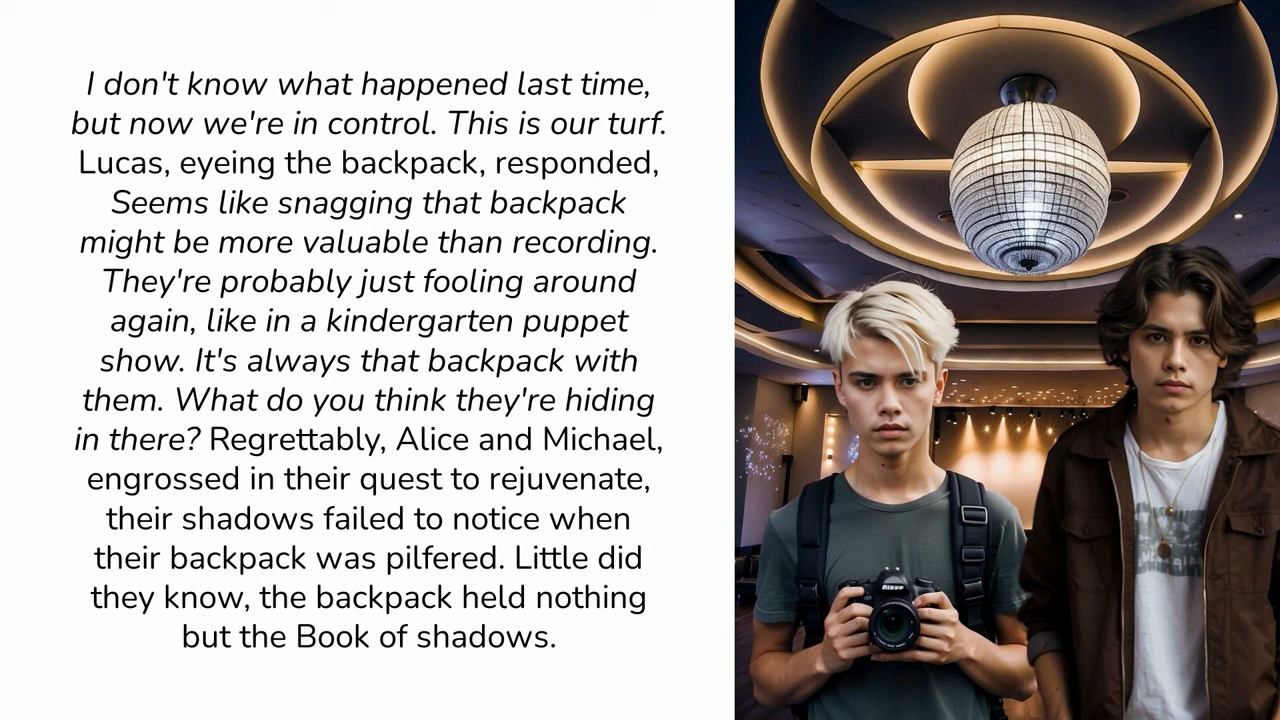 I don't know what happened last time,
but now we're in control. This is our turf.
Lucas, eyeing the backpack, responded,
Seems like snagging that backpack
might be more valuable than recording.
They're probably just fooling around
again, like in a kindergarten puppet
show. It's always that backpack with
them. What do you think they're hiding
in there? Regrettably, Alice and Michael,
engrossed in their quest to rejuvenate,
their shadows failed to notice when
their backpack was pilfered. Little did
they know, the backpack held nothing
but the Book of shadows.